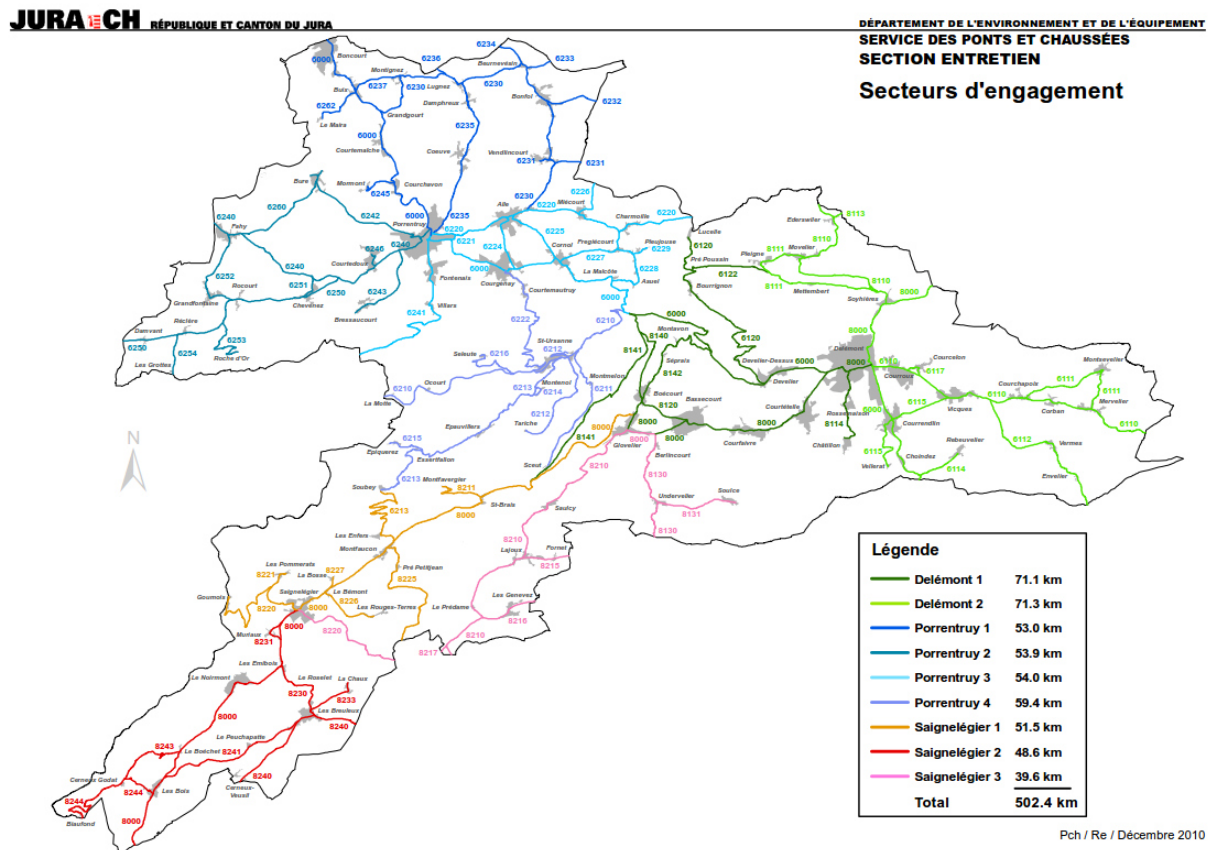 JURA CH RÉPUBLIQUE ET CANTON DU JURA
DÉPARTEMENT DE L'ENVIRONNEMENT ET DE L'ÉQUIPEMENT
SERVICE DES PONTS ET CHAUSSÉES
SECTION ENTRETIEN
Secteurs d'engagement
6234
6000
Boncourt
6236
Beurnevésin
6233
Montignez
Buix
6237
6230
Lugnez
6230
Damphreux
Bonfol
6232
6262
Grandgourt
Le Maira
6000
6235
Courtemaîche
Cœuve
Vendlincourt
6231
6231
Bure
Mormont
Courchevon
6245
6230
6226
6260
6242
6000
6235
Alle
6220
Miécourt
6240
Porrentruy
6220
Charmoille
6220
Fahy
6240
6221
6225
Lucelle
8113
Ederswiler
6246
6224
Cornol
Fregiécourt
Pleujouse
6120
8110
Courtedoux
6227
6229
Pré Poussin
Pleigne
8111
Movelier
6240
6000
La Malcôte
6228
6252
Fontenais
Courgenay
Asuel
6122
8111
8110
Rocourt
6251
6250
6243
Courtemautruy
Bourrignon
Mettembert
8000
Grandfontaine
Chevenez
Villars
6000
Soyhières
Bressaucourt
6241
6222
6210
6000
Réclère
Montavon
8000
Damvant
6253
St-Ursanne
8140
6120
6250
6254
Roche d'Or
Seleute
6216
6212
8141
Séprais
Develier-Dessus
6000
Delémont
Les Grottes
8000
6110
Courcelon
Montsevelier
Montmelon
8142
Develier
Courroux
6117
6210
Ocourt
6213
Montenol
6211
Courchapoix
6111
6214
Boécourt
Bassecourt
6110
6111
La Motte
8120
Courtételle
Rossemaison
6000
6115
Vicques
Corban
Mervelier
6212
8000
8114
Courrendlin
6110
Epauvillers
Tariche
8000
8000
8000
Rebeuvelier
6112
Vermes
6215
8141
Glovelier
8000
Courfaivre
Châtillon
6115
Choindez
Epiquerez
Essertfallon
Sceut
8210
Berlincourt
Vellerat
6114
Envelier
6213
Montfavergier
8130
Soubey
8211
Undervelier
Soulce
6213
St-Brais
8131
8000
Saulcy
Les Enfers
8130
Montfaucon
8210
Lajoux
Fornet
Les Pommerats
8227
Pré Petitjean
8215
8221
La Bosse
8225
Goumois
Saignelégier
Le Bémont
Les Genevez
8220
8000
8226
Les Rouges-Terres
Le Prédame
8216
8000
Muriaux
8220
8210
8231
8217
Les Emibois
Le Noirmont
Le Roselet
La Chaux
8230
8233
8000
Les Breuleux
Le Peuchapatte
8240
8243
Le Boéchet
8241
Cerneux Godat
8240
8244
Les Bois
Cerneux-Veusil
8244
8000
Biaufond
N
Légende
Delémont 1 71.1 km
Delémont 2 71.3 km
Porrentruy 1 53.0 km
Porrentruy 2 53.9 km
Porrentruy 3 54.0 km
Porrentruy 4 59.4 km
Saignelégier 1 51.5 km
Saignelégier 2 48.6 km
Saignelégier 3 39.6 km
Total 502.4 km
Pch / Re / Décembre 2010